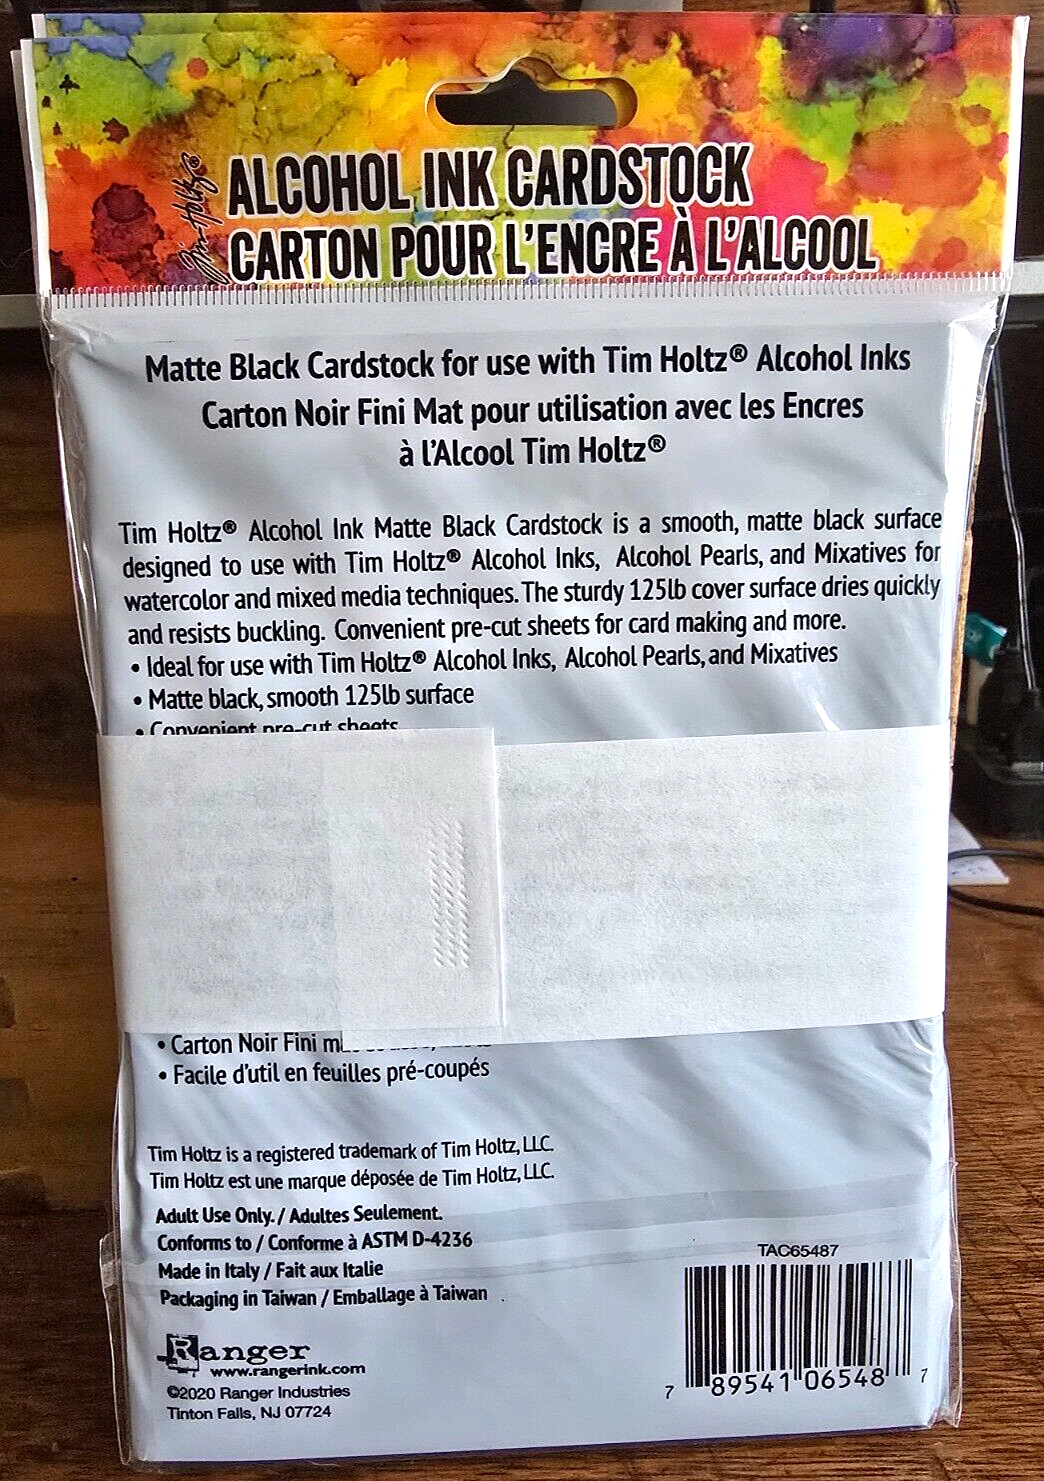 Tim Holtz®
ALCOHOL INK CARDSTOCK
CARTON POUR L'ENCRE À L'ALCOOL
Matte Black Cardstock for use with Tim Holtz® Alcohol Inks
Carton Noir Fini Mat pour utilisation avec les Encres
à l'Alcool Tim Holtz®
Tim Holtz® Alcohol Ink Matte Black Cardstock is a smooth, matte black surface
designed to use with Tim Holtz® Alcohol Inks, Alcohol Pearls, and Mixatives for
watercolor and mixed media techniques. The sturdy 125lb cover surface dries quickly
and resists buckling. Convenient pre-cut sheets for card making and more.
• Ideal for use with Tim Holtz® Alcohol Inks, Alcohol Pearls, and Mixatives
• Matte black, smooth 125lb surface
• Convenient pre-cut sheets
• Carton Noir Fini
• Facile d'util en feuilles pré-coupés
Tim Holtz is a registered trademark of Tim Holtz, LLC.
Tim Holtz est une marque déposée de Tim Holtz, LLC.
Adult Use Only. / Adultes Seulement.
Conforms to / Conforme à ASTM D-4236
Made in Italy / Fait aux Italie
Packaging in Taiwan / Emballage à Taiwan
TAC65487
Ranger
www.rangerink.com
©2020 Ranger Industries
Tinton Falls, NJ 07724
7 89541 06548 7